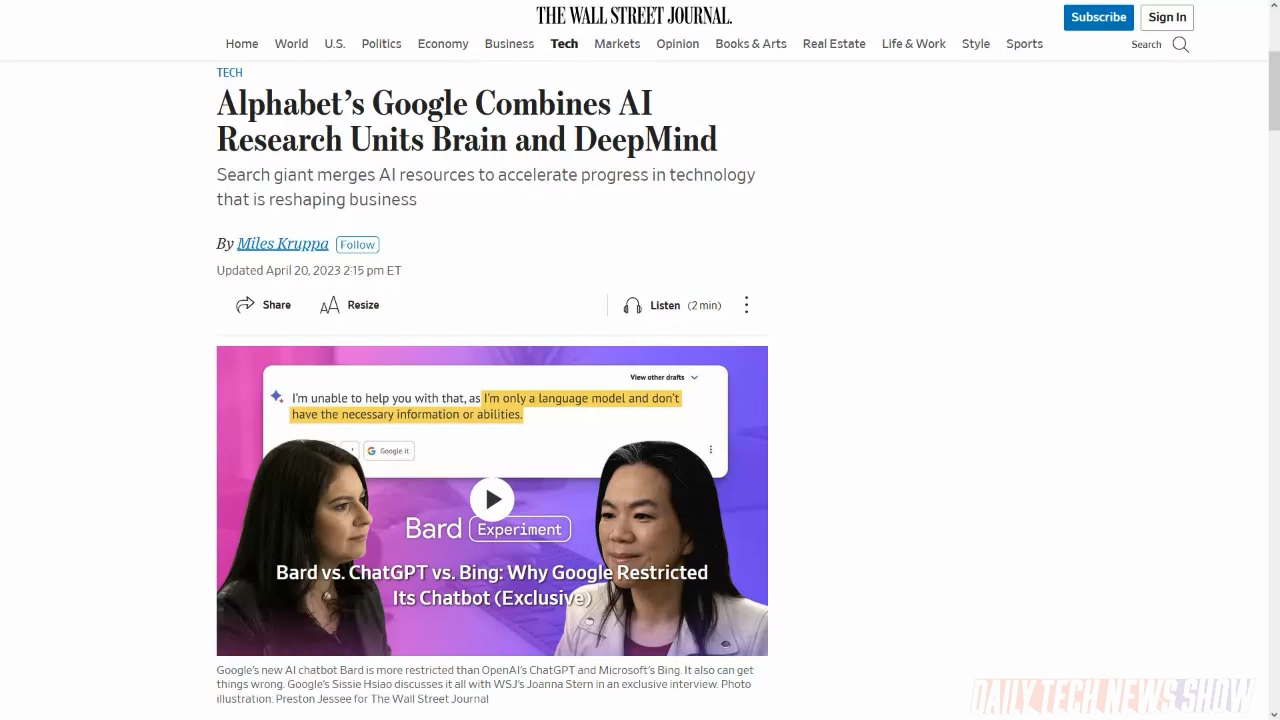 THE WALL STREET JOURNAL.
Subscribe
Sign In
Home World U.S. Politics Economy Business Tech Markets Opinion Books & Arts Real Estate Life & Work Style Sports
Search
TECH
Alphabet’s Google Combines AI
Research Units Brain and DeepMind
Search giant merges AI resources to accelerate progress in technology
that is reshaping business
By Miles Kruppa Follow
Updated April 20, 2023 2:15 pm ET
Share Resize Listen (2 min)
View other drafts
I'm unable to help you with that, as I'm only a language model and don't
have the necessary information or abilities.
Google it
Bard Experiment
Bard vs. ChatGPT vs. Bing: Why Google Restricted
Its Chatbot (Exclusive)
Google’s new AI chatbot Bard is more restricted than OpenAI’s ChatGPT and Microsoft’s Bing. It also can get
things wrong. Google’s Sissie Hsiao discusses it all with WSJ’s Joanna Stern in an exclusive interview. Photo
illustration: Preston Jessee for The Wall Street Journal
DAILY TECH NEWS SHOW